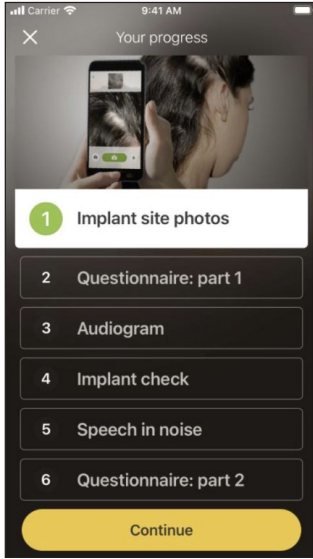 Carrier 9:41 AM
Your progress
1 Implant site photos
2 Questionnaire: part 1
3 Audiogram
4 Implant check
5 Speech in noise
6 Questionnaire: part 2
Continue